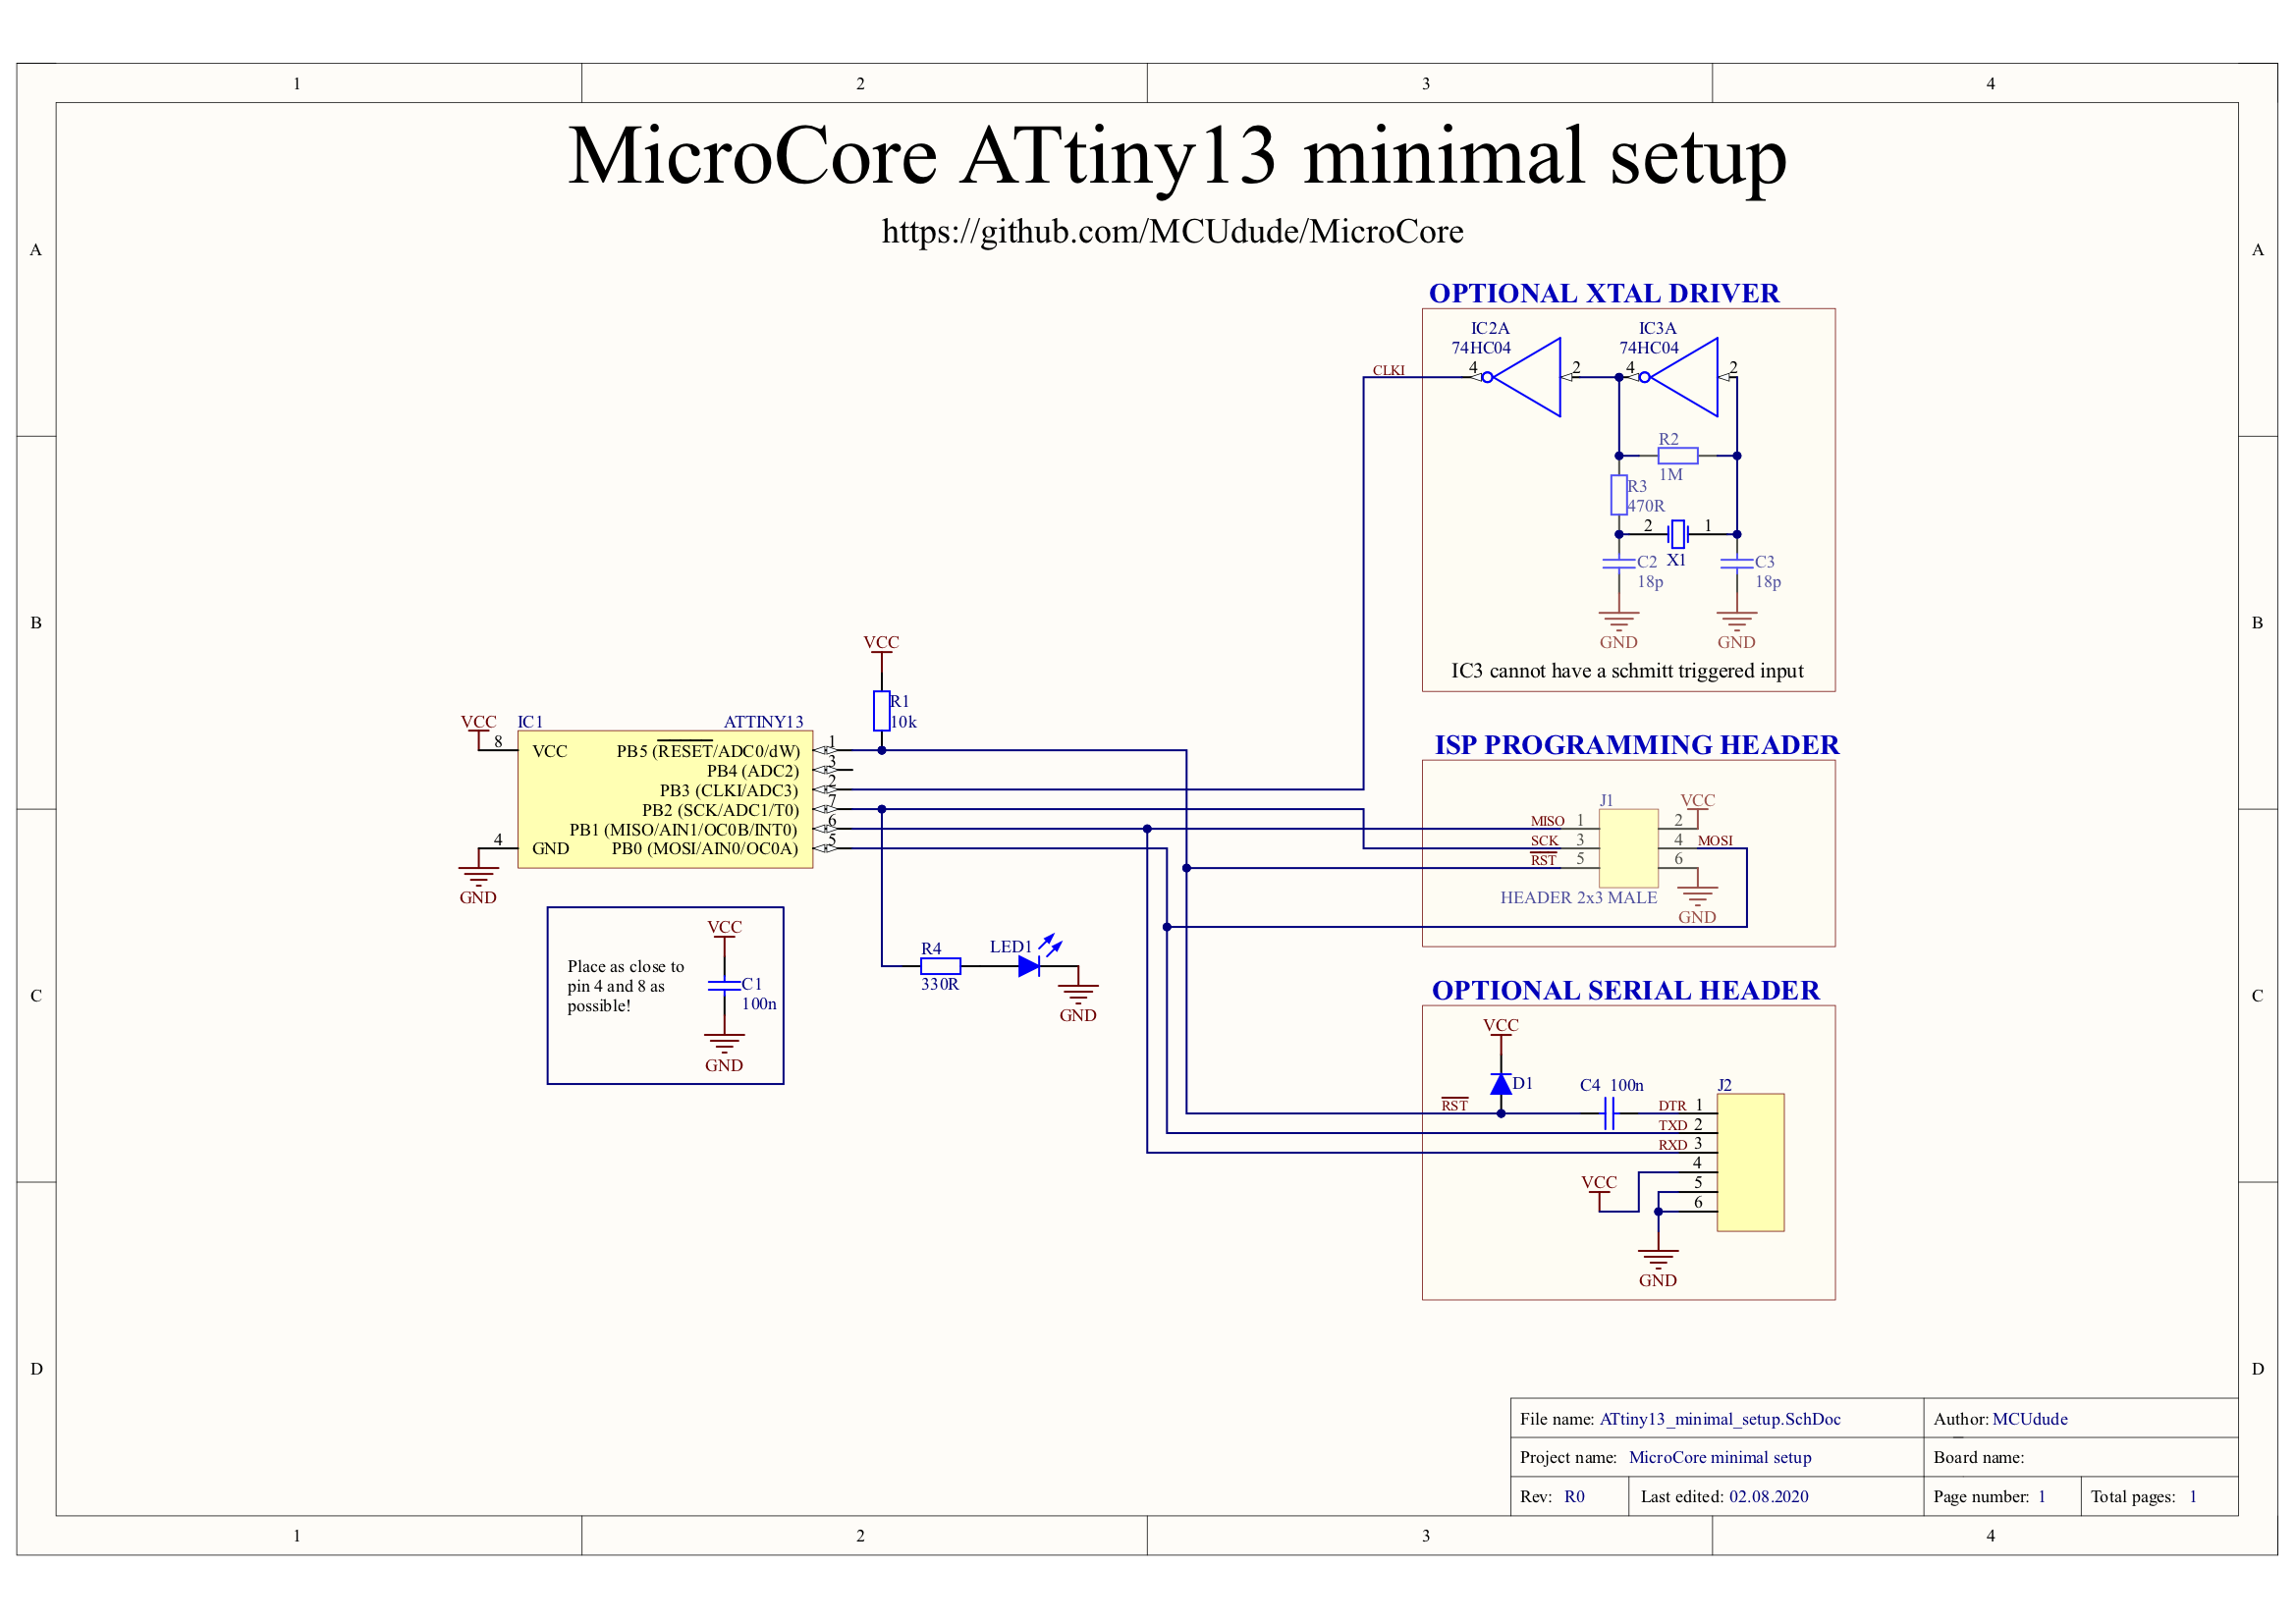 1 2 3 4
MicroCore ATtiny13 minimal setup
https://github.com/MCUdude/MicroCore
A A
OPTIONAL XTAL DRIVER
IC2A
74HC04
IC3A
74HC04
CLKI
4
2
4
2
R2
1M
R3
470R
2
1
X1
C2
18p
C3
18p
GND
GND
IC3 cannot have a schmitt triggered input
B B
VCC
R1
10k
VCC
IC1
ATTINY13
8
VCC
4
GND
GND
PB5 (RESET/ADC0/dW)
1
PB4 (ADC2)
3
PB3 (CLKI/ADC3)
2
PB2 (SCK/ADC1/T0)
7
PB1 (MISO/AIN1/OC0B/INT0)
6
PB0 (MOSI/AIN0/OC0A)
5
ISP PROGRAMMING HEADER
J1
VCC
MISO 1
2
SCK 3
4 MOSI
RST 5
6
HEADER 2x3 MALE
GND
C C
VCC
Place as close to
pin 4 and 8 as
possible!
C1
100n
GND
R4
330R
LED1
GND
OPTIONAL SERIAL HEADER
VCC
D1
C4 100n
J2
RST
DTR 1
TXD 2
RXD 3
4
5
6
VCC
GND
D D
File name: ATtiny13_minimal_setup.SchDoc
Author: MCUdude
Project name: MicroCore minimal setup
Board name:
Rev: R0
Last edited: 02.08.2020
Page number: 1
Total pages: 1
1 2 3 4